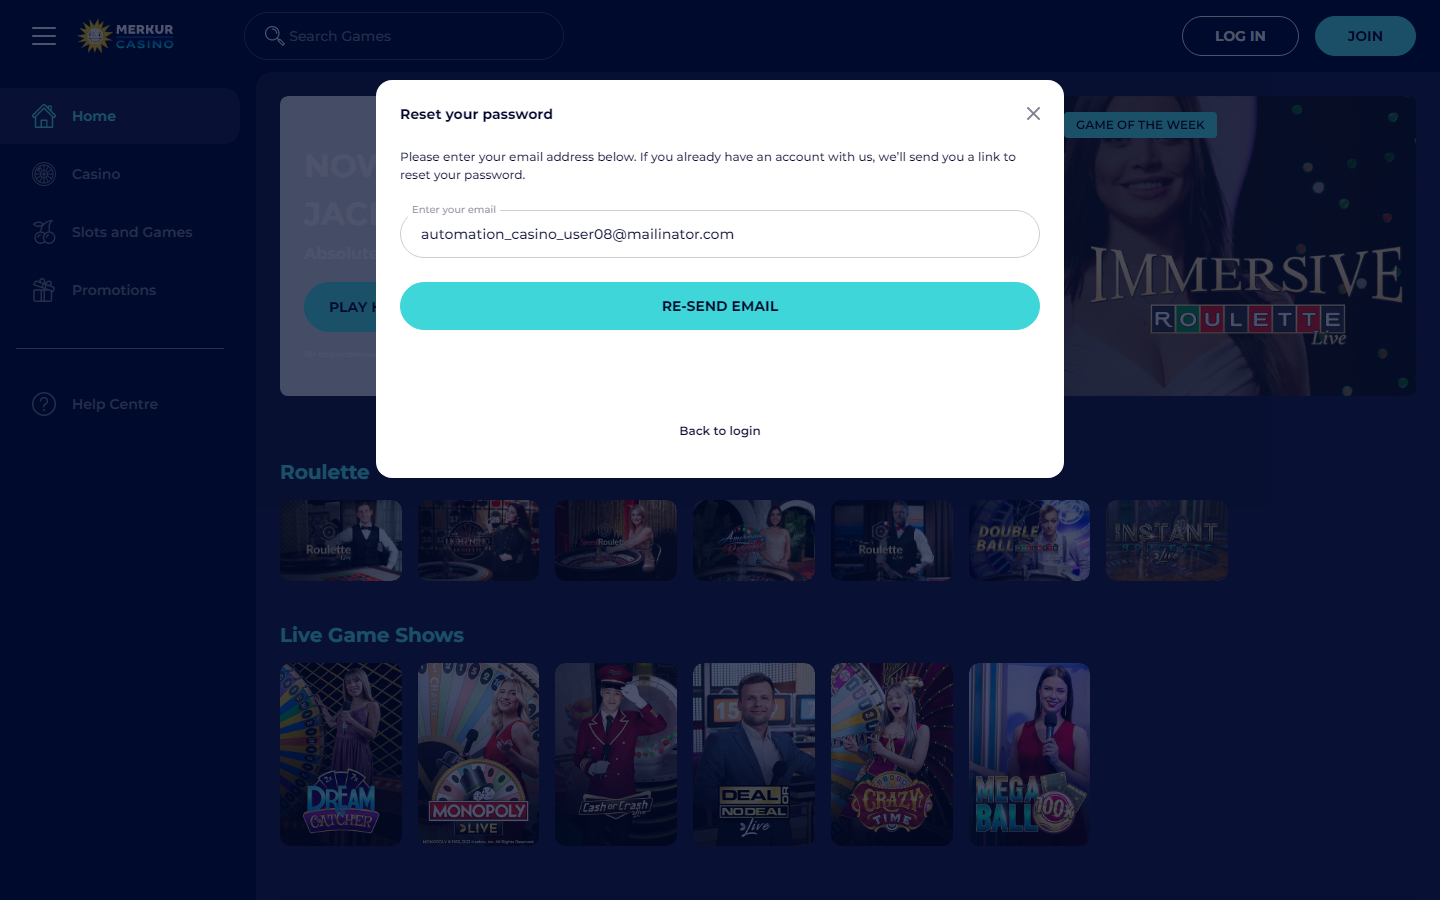 MERKUR
CASINO
Search Games
LOG IN
JOIN
Home
Casino
Slots and Games
Promotions
Help Centre
Reset your password
Please enter your email address below. If you already have an account with us, we'll send you a link to
reset your password.
Enter your email
automation_casino_user08@mailinator.com
RE-SEND EMAIL
Back to login
NOW
JACK
Absolute
PLAY
GAME OF THE WEEK
IMMERSIVE
ROULETTE
Live
Roulette
Roulette
Roulette
Roulette
DOUBLE
BALL
INSTANT
Live
Live Game Shows
DREAM
CATCHER
MONOPOLY
LIVE
Cash or Crash
DEAL OR
NO DEAL
Live
CRAZY
TIME
MEGA
BALL
100x